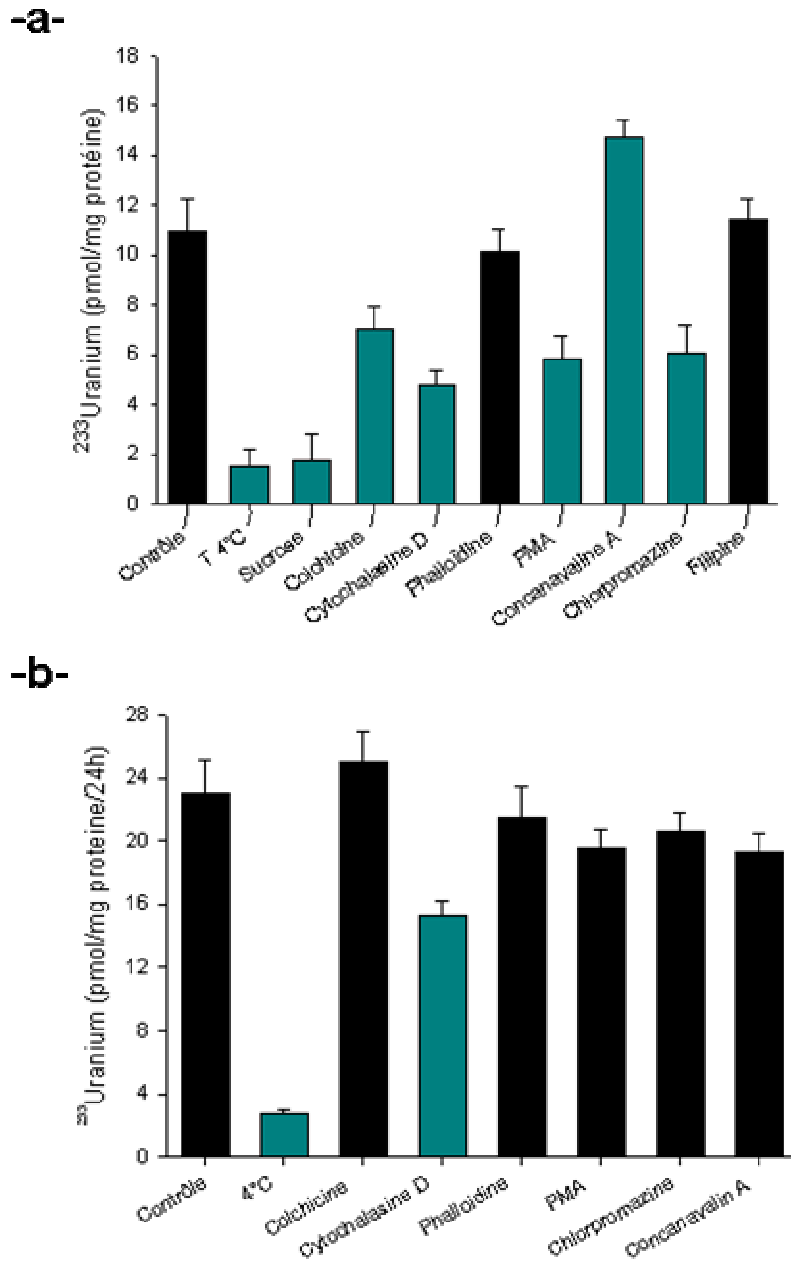 -a-
18
16
14
12
10
8
6
4
2
0
233Uranium (pmol/mg protéine)
Contrôle
T 4°C
Sucrose
Colchicine
Cytochalasine D
Phalloidine
PMA
Concanavaline A
Chlorpromazine
Filipine
-b-
28
24
20
16
12
8
4
0
233Uranium (pmol/mg proteine/24h)
Contrôle
4°C
Colchicine
Cytochalasine D
Phalloidine
PMA
Chlorpromazine
Concanavalin A